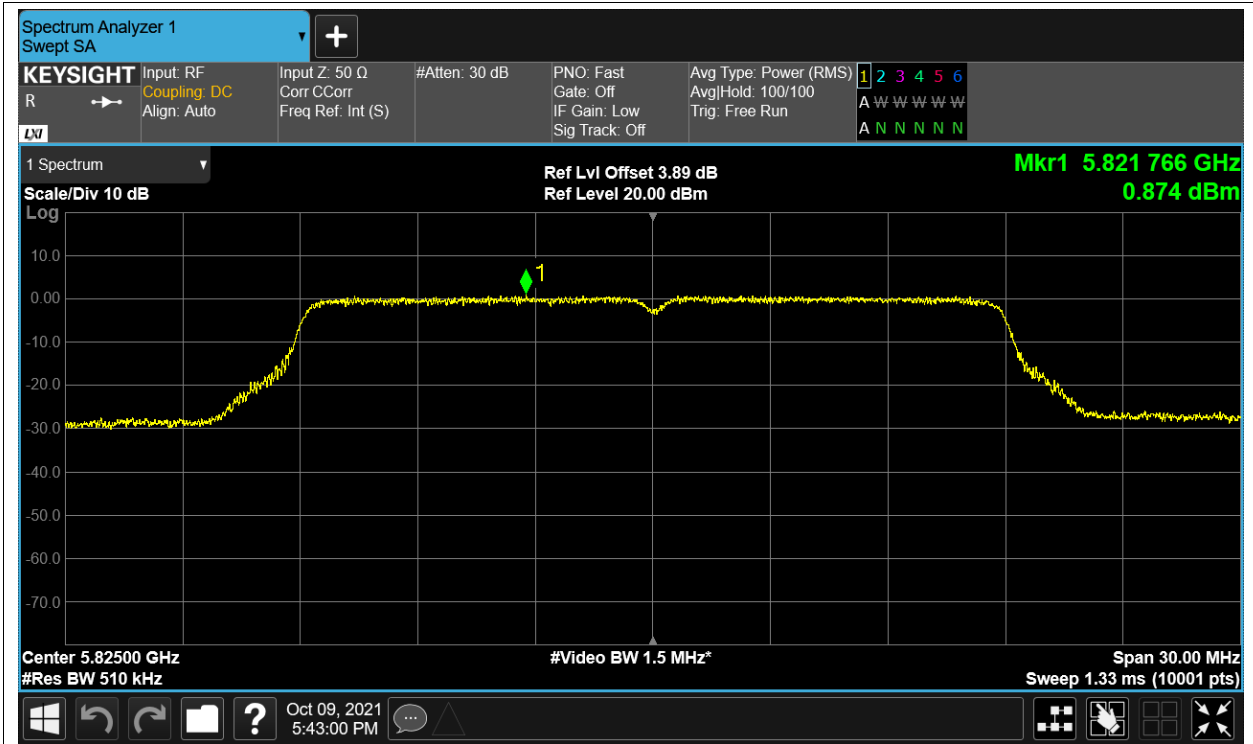 Spectrum Analyzer 1
Swept SA
KEYSIGHT
R
LXI
Input: RF
Coupling: DC
Align: Auto
Input Z: 50 Ω
Corr CCorr
Freq Ref: Int (S)
#Atten: 30 dB
PNO: Fast
Gate: Off
IF Gain: Low
Sig Track: Off
Avg Type: Power (RMS)
Avg|Hold: 100/100
Trig: Free Run
1 2 3 4 5 6
A W W W W W
A N N N N N
1 Spectrum
Scale/Div 10 dB
Log
Ref Lvl Offset 3.89 dB
Ref Level 20.00 dBm
Mkr1 5.821 766 GHz
0.874 dBm
10.0
1
0.00
-10.0
-20.0
-30.0
-40.0
-50.0
-60.0
-70.0
Center 5.82500 GHz
#Res BW 510 kHz
#Video BW 1.5 MHz*
Span 30.00 MHz
Sweep 1.33 ms (10001 pts)
?
Oct 09, 2021
5:43:00 PM